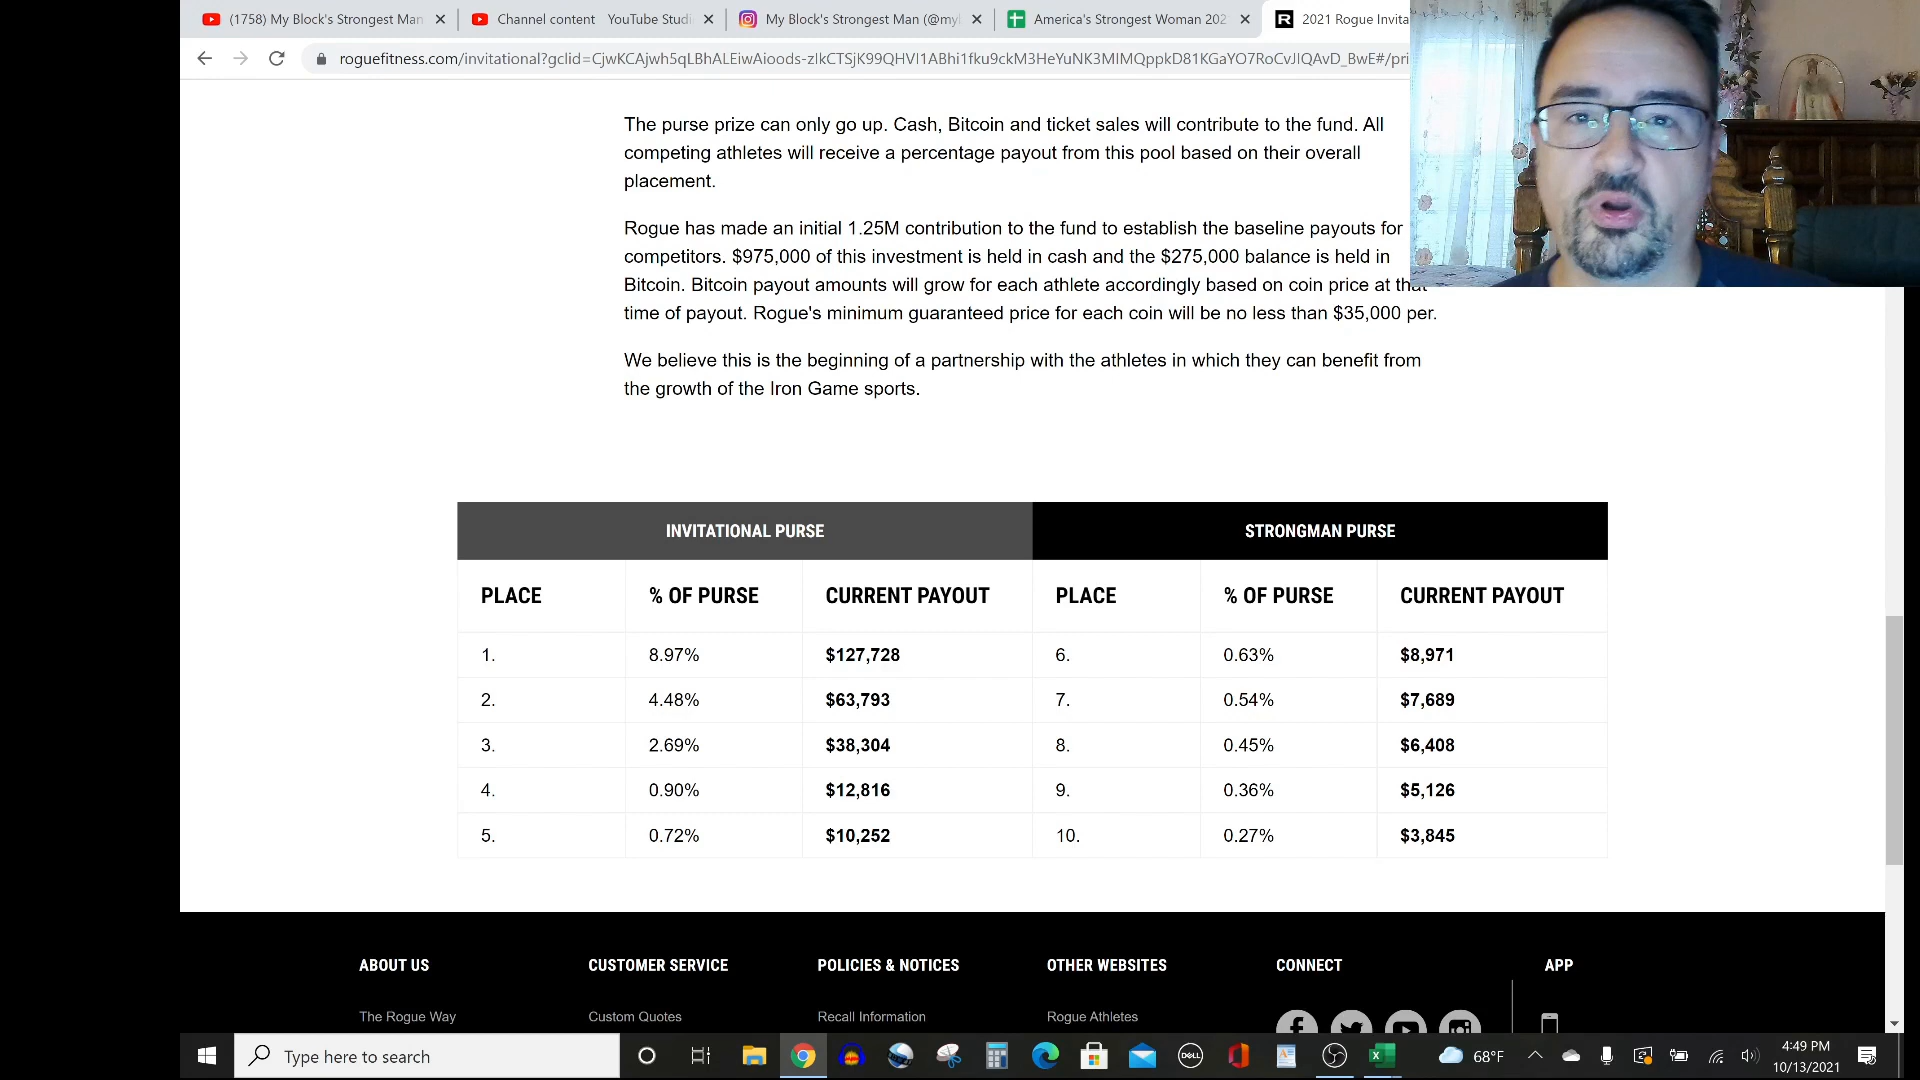 (1758) My Block's Strongest Man
Channel content YouTube Studi
My Block's Strongest Man (@myl
America's Strongest Woman 202
2021 Rogue Invita
roguefitness.com/invitational?gclid=CjwKCAjwh5qLBhALEiwAioods-zIkCTSjK99QHVI1ABhi1fku9ckM3HeYuNK3MIMQppkD81KGaYO7RoCvJIQAvD_BwE#/pri
The purse prize can only go up. Cash, Bitcoin and ticket sales will contribute to the fund. All
competing athletes will receive a percentage payout from this pool based on their overall
placement.
Rogue has made an initial 1.25M contribution to the fund to establish the baseline payouts for
competitors. $975,000 of this investment is held in cash and the $275,000 balance is held in
Bitcoin. Bitcoin payout amounts will grow for each athlete accordingly based on coin price at that
time of payout. Rogue's minimum guaranteed price for each coin will be no less than $35,000 per.
We believe this is the beginning of a partnership with the athletes in which they can benefit from
the growth of the Iron Game sports.
INVITATIONAL PURSE STRONGMAN PURSE
PLACE % OF PURSE CURRENT PAYOUT PLACE % OF PURSE CURRENT PAYOUT
1. 8.97% $127,728 6. 0.63% $8,971
2. 4.48% $63,793 7. 0.54% $7,689
3. 2.69% $38,304 8. 0.45% $6,408
4. 0.90% $12,816 9. 0.36% $5,126
5. 0.72% $10,252 10. 0.27% $3,845
ABOUT US CUSTOMER SERVICE POLICIES & NOTICES OTHER WEBSITES CONNECT APP
The Rogue Way Custom Quotes Recall Information Rogue Athletes
Type here to search
DELL
68°F
4:49 PM
10/13/2021